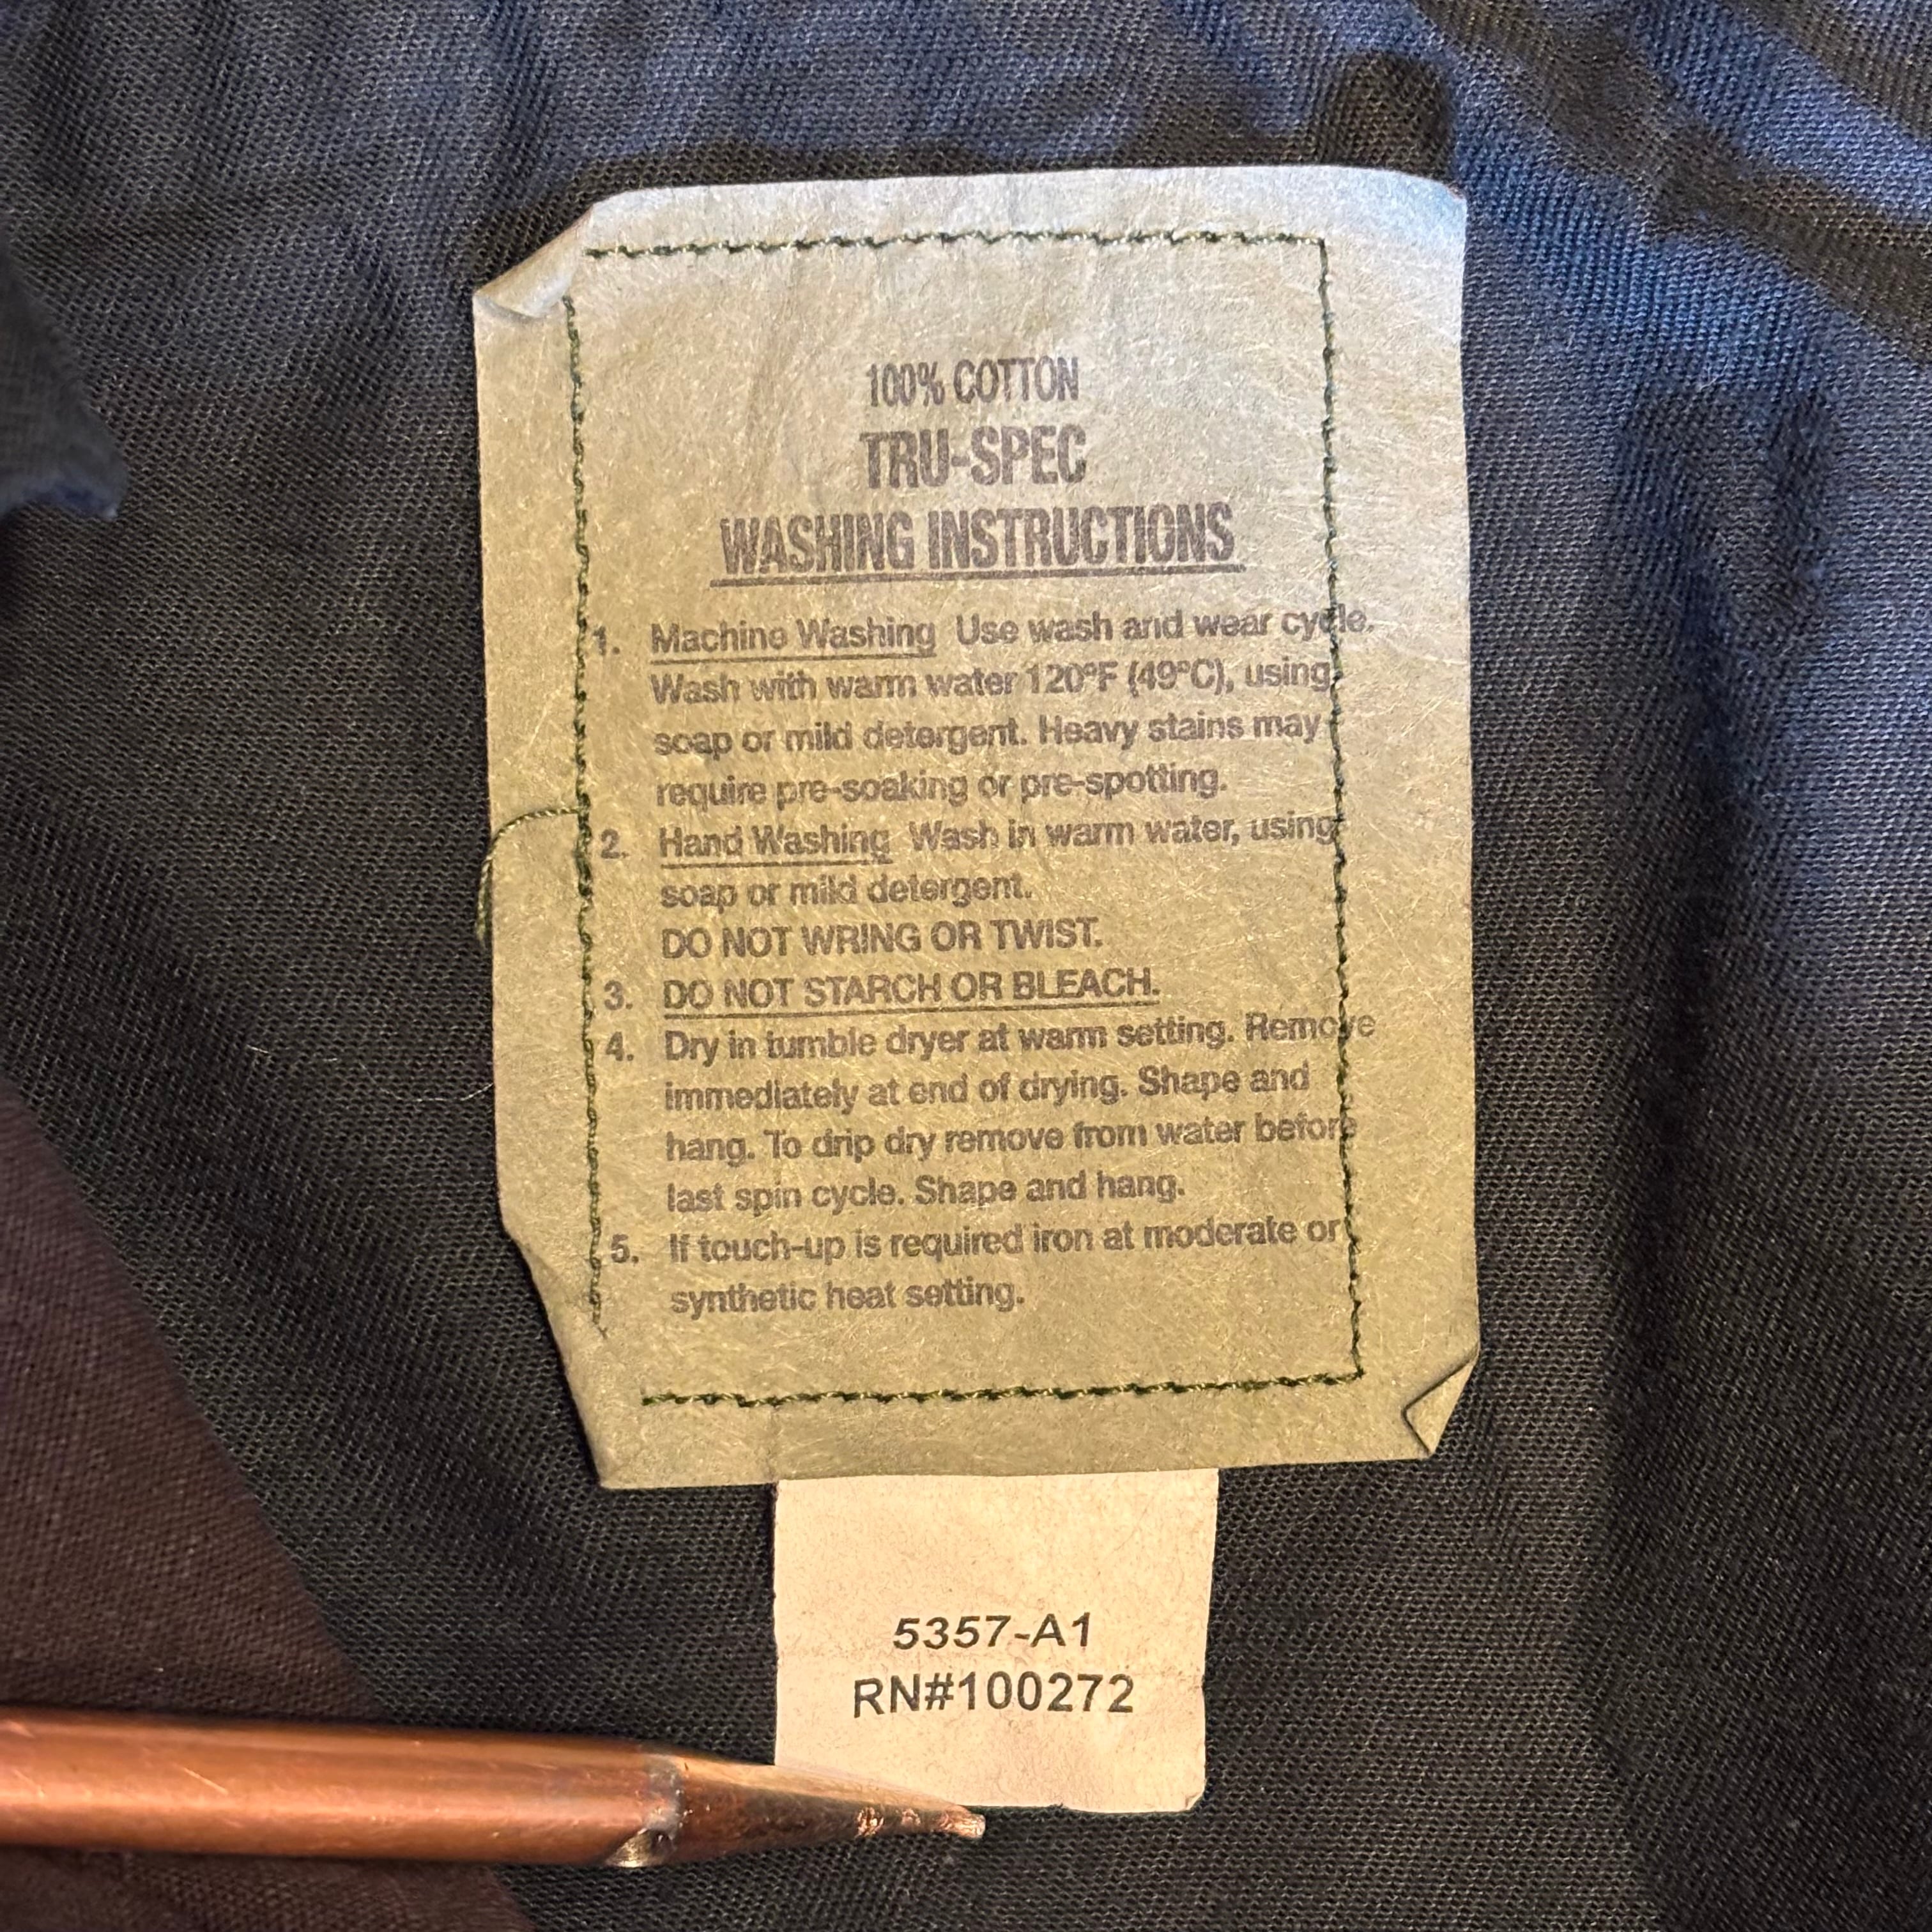 100% COTTON
TRU-SPEC
WASHING INSTRUCTIONS
1. Machine Washing Use wash and wear cycle.
Wash with warm water 120°F (49°C), using
soap or mild detergent. Heavy stains may
require pre-soaking or pre-spotting.
2. Hand Washing Wash in warm water, using
soap or mild detergent.
DO NOT WRING OR TWIST.
3. DO NOT STARCH OR BLEACH.
4. Dry in tumble dryer at warm setting. Remove
immediately at end of drying. Shape and
hang. To drip dry remove from water before
last spin cycle. Shape and hang.
5. If touch-up is required iron at moderate or
synthetic heat setting.
5357-A1
RN#100272